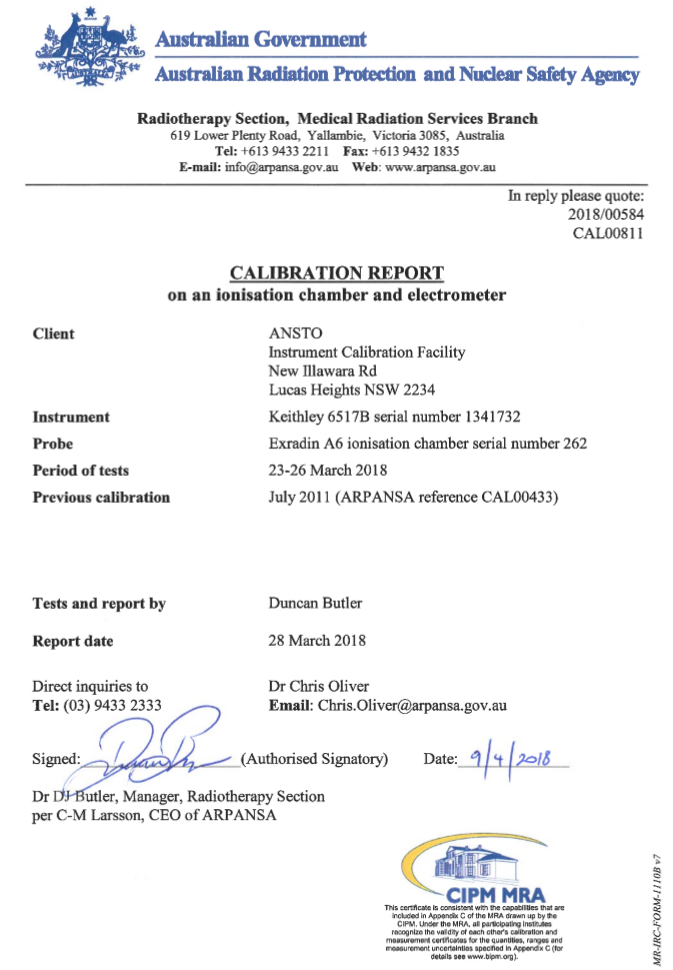 Australian Government
Australian Radiation Protection and Nuclear Safety Agency
Radiotherapy Section, Medical Radiation Services Branch
619 Lower Plenty Road, Yallambie, Victoria 3085, Australia
Tel: +613 9433 2211 Fax: +613 9432 1835
E-mail: info@arpansa.gov.au Web: www.arpansa.gov.au
In reply please quote:
2018/00584
CAL00811
CALIBRATION REPORT
on an ionisation chamber and electrometer
Client ANSTO
Instrument Calibration Facility
New Illawara Rd
Lucas Heights NSW 2234
Instrument Keithley 6517B serial number 1341732
Probe Exradin A6 ionisation chamber serial number 262
Period of tests 23-26 March 2018
Previous calibration July 2011 (ARPANSA reference CAL00433)
Tests and report by Duncan Butler
Report date 28 March 2018
Direct inquiries to Dr Chris Oliver
Tel: (03) 9433 2333 Email: Chris.Oliver@arpansa.gov.au
Signed: (Authorised Signatory) Date: 9/4/2018
Dr DJ Butler, Manager, Radiotherapy Section
per C-M Larsson, CEO of ARPANSA
CIPM MRA
This certificate is consistent with the capabilities that are
included in Appendix C of the MRA drawn up by the
CIPM. Under the MRA, all participating institutes
recognize the validity of each other's calibration and
measurement certificates for the quantities, ranges and
measurement uncertainties specified in Appendix C (for
details see www.bipm.org).
MR-IRC-FORM-1110B v7